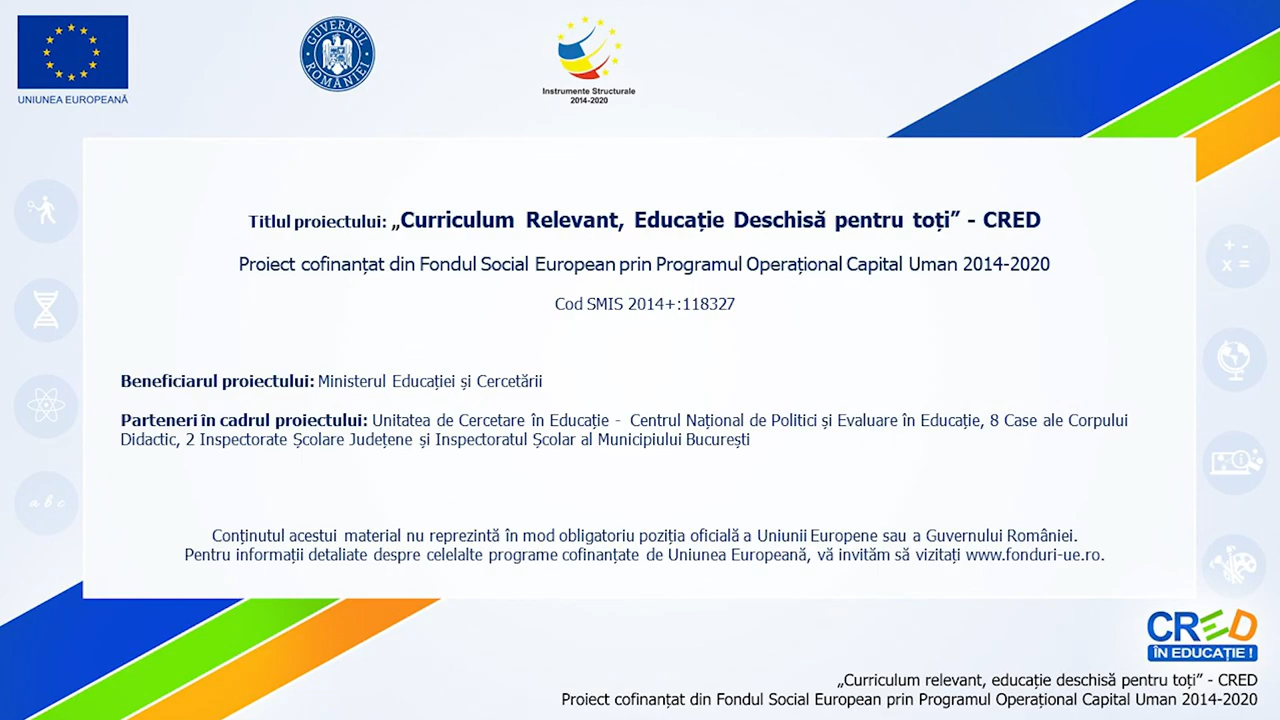 UNIUNEA EUROPEANĂ
GUVERNUL ROMÂNIEI
Instrumente Structurale
2014-2020
Titlul proiectului: „Curriculum Relevant, Educație Deschisă pentru toți” - CRED
Proiect cofinanțat din Fondul Social European prin Programul Operațional Capital Uman 2014-2020
Cod SMIS 2014+:118327
Beneficiarul proiectului: Ministerul Educației și Cercetării
Parteneri în cadrul proiectului: Unitatea de Cercetare în Educație - Centrul Național de Politici și Evaluare în Educație, 8 Case ale Corpului
Didactic, 2 Inspectorate Școlare Județene și Inspectoratul Școlar al Municipiului București
Conținutul acestui material nu reprezintă în mod obligatoriu poziția oficială a Uniunii Europene sau a Guvernului României.
Pentru informații detaliate despre celelalte programe cofinanțate de Uniunea Europeană, vă invităm să vizitați www.fonduri-ue.ro.
+ -
x =
a b c
CRED
ÎN EDUCAȚIE !
„Curriculum relevant, educație deschisă pentru toți” - CRED
Proiect cofinanțat din Fondul Social European prin Programul Operațional Capital Uman 2014-2020